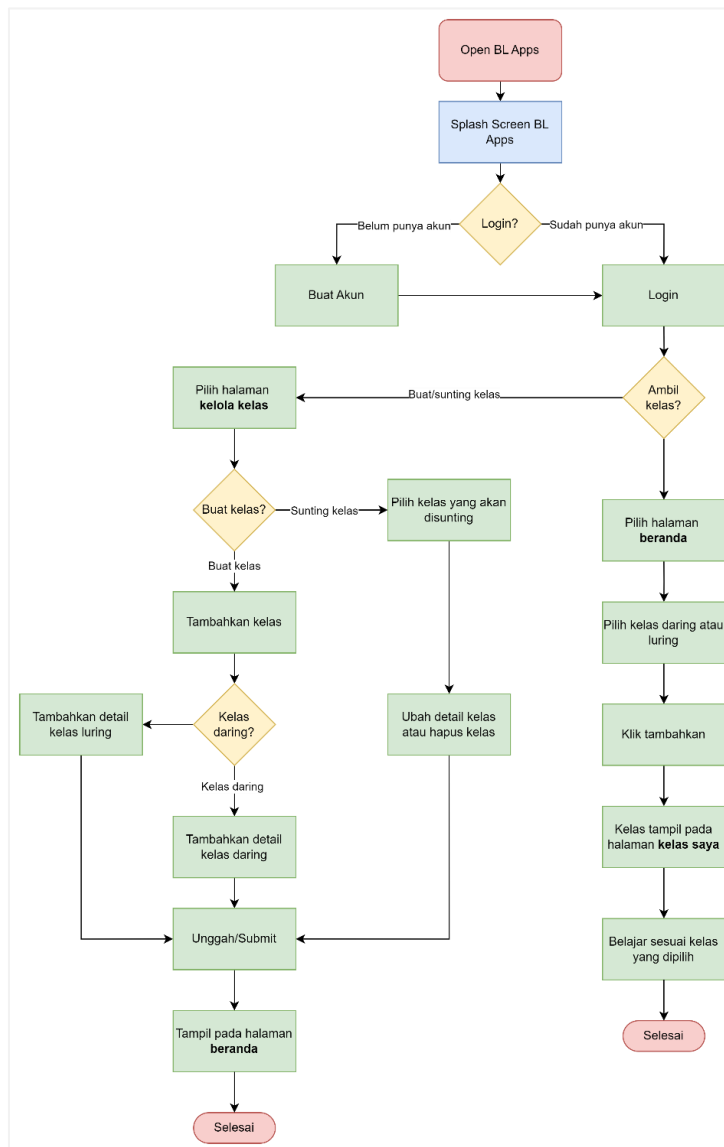 Open BL Apps
Splash Screen BL
Apps
Login?
Belum punya akun
Sudah punya akun
Buat Akun
Login
Ambil
kelas?
Buat/sunting kelas
Pilih halaman
kelola kelas
Buat kelas?
Sunting kelas
Pilih kelas yang akan
disunting
Pilih halaman
beranda
Buat kelas
Tambahkan kelas
Pilih kelas daring atau
luring
Tambahkan detail
kelas luring
Kelas
daring?
Ubah detail kelas
atau hapus kelas
Klik tambahkan
Kelas daring
Tambahkan detail
kelas daring
Kelas tampil pada
halaman kelas saya
Unggah/Submit
Belajar sesuai kelas
yang dipilih
Tampil pada halaman
beranda
Selesai
Selesai